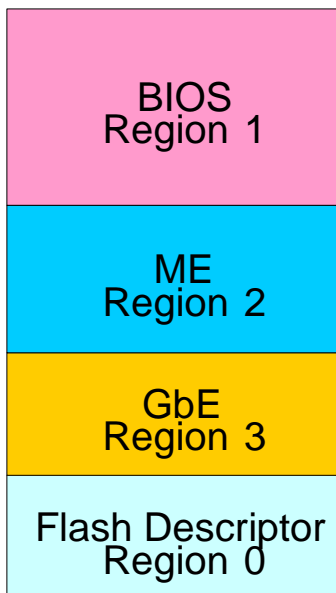 BIOS
Region 1
ME
Region 2
GbE
Region 3
Flash Descriptor
Region 0